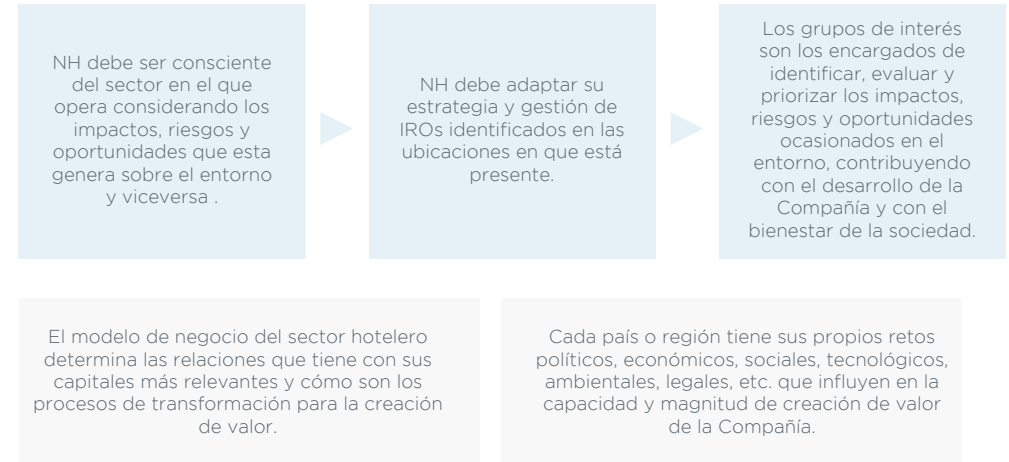 NH debe ser consciente
del sector en el que
opera considerando los
impactos, riesgos y
oportunidades que esta
genera sobre el entorno
y viceversa .
NH debe adaptar su
estrategia y gestión de
IROs identificados en las
ubicaciones en que está
presente.
Los grupos de interés
son los encargados de
identificar, evaluar y
priorizar los impactos,
riesgos y oportunidades
ocasionados en el
entorno, contribuyendo
con el desarrollo de la
Compañía y con el
bienestar de la sociedad.
El modelo de negocio del sector hotelero
determina las relaciones que tiene con sus
capitales más relevantes y cómo son los
procesos de transformación para la creación
de valor.
Cada país o región tiene sus propios retos
políticos, económicos, sociales, tecnológicos,
ambientales, legales, etc. que influyen en la
capacidad y magnitud de creación de valor
de la Compañía.